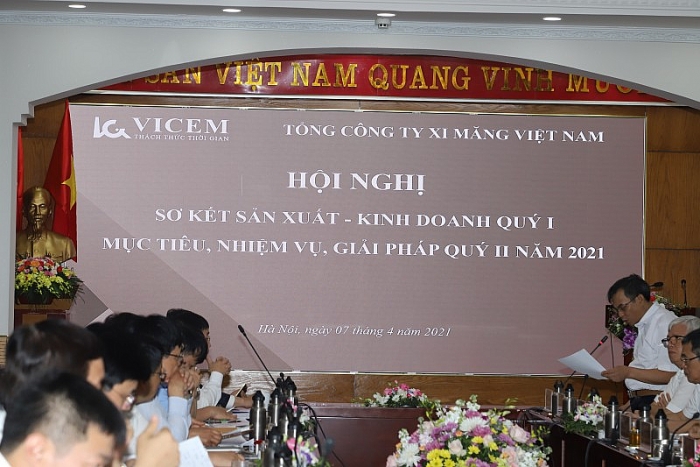 SẢN VIỆT NAM QUANG VINH MUÔ
VICEM
THÁCH THỨC THỜI GIAN
TỔNG CÔNG TY XI MĂNG VIỆT NAM
HỘI NGHỊ
SƠ KẾT SẢN XUẤT - KINH DOANH QUÝ I
MỤC TIÊU, NHIỆM VỤ, GIẢI PHÁP QUÝ II NĂM 2021
Hà Nội, ngày 07 tháng 4 năm 2021